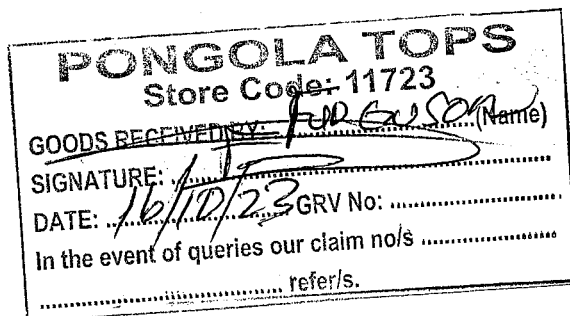 PONGOLA TOPS
Store Code: 11723
GOODS RECEIVED BY: ........................(Name)
SIGNATURE: ........................
DATE: 16/10/23 GRV No: ........................
In the event of queries our claim no/s ........................
........................ refer/s.